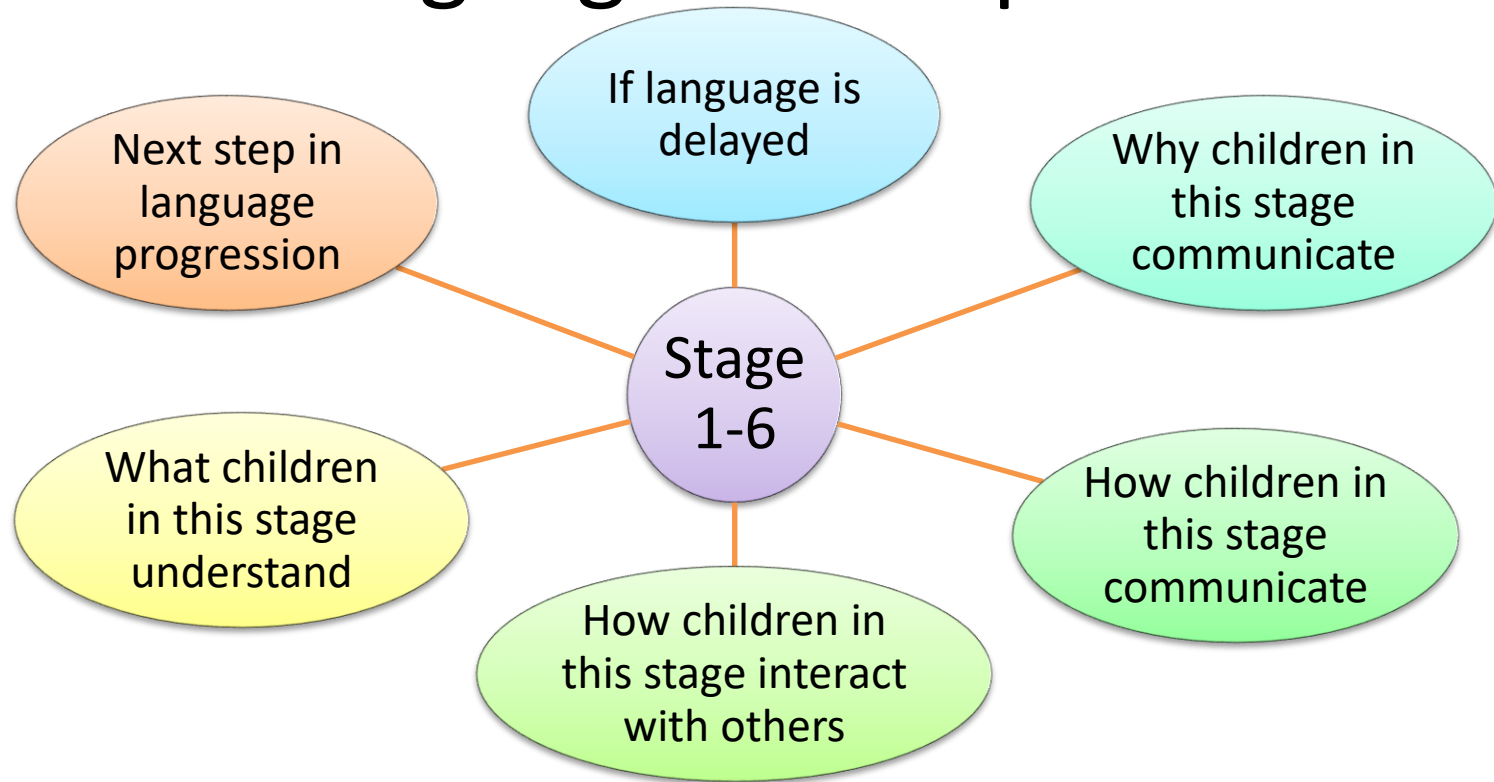 If language is
delayed
Why children in
this stage
communicate
How children in
this stage
communicate
How children in
this stage interact
with others
What children
in this stage
understand
Next step in
language
progression
Stage
1-6